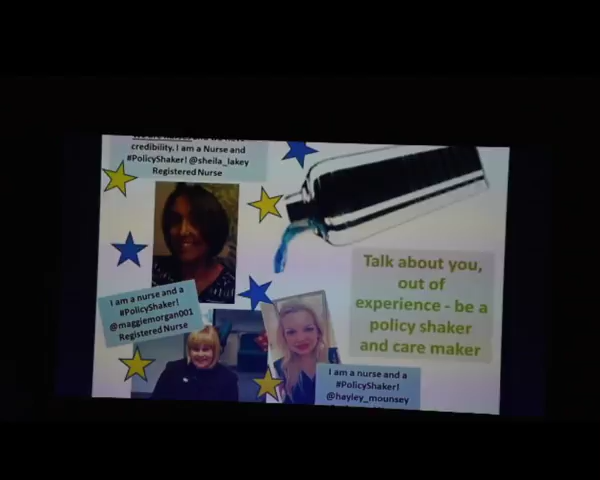 credibility. I am a Nurse and
#PolicyShaker! @sheila_lakey
Registered Nurse
I am a nurse and a
#PolicyShaker!
@maggiemorgan001
Registered Nurse
Talk about you,
out of
experience - be a
policy shaker
and care maker
I am a nurse and a
#PolicyShaker!
@hayley_mounsey